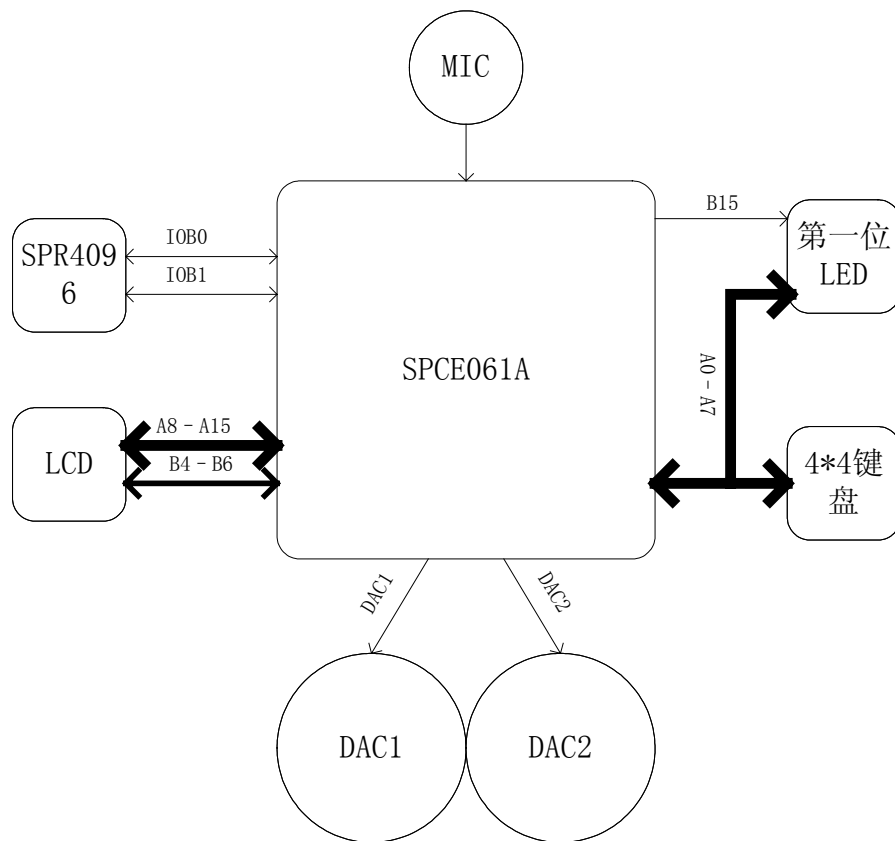 MIC
B15
第一位
LED
IOB0
IOB1
SPR409
6
SPCE061A
A0-A7
A8-A15
B4-B6
LCD
4*4键
盘
DAC1
DAC2
DAC1
DAC2